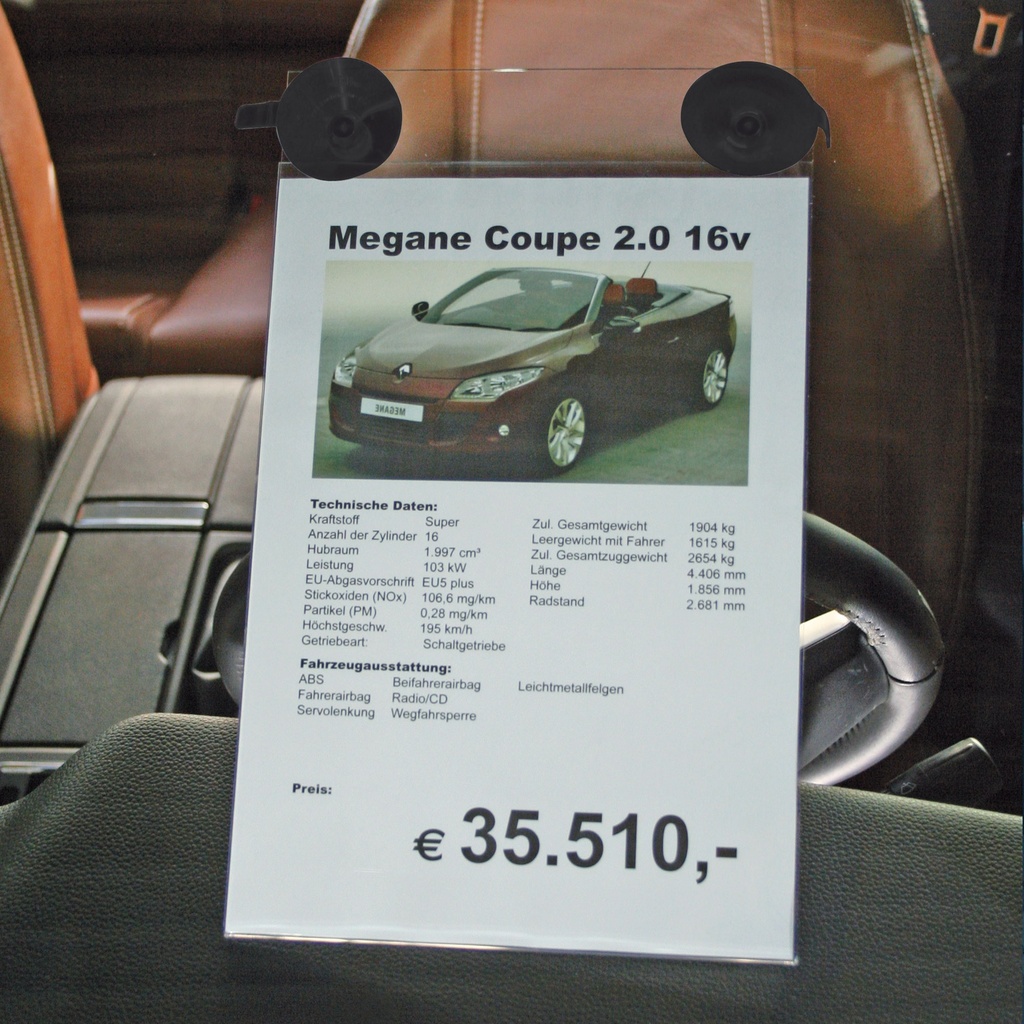 Megane Coupe 2.0 16v
MEGANE
Technische Daten:
Kraftstoff Super
Anzahl der Zylinder 16
Hubraum 1.997 cm³
Leistung 103 kW
EU-Abgasvorschrift EU5 plus
Stickoxiden (NOx) 106,6 mg/km
Partikel (PM) 0,28 mg/km
Höchstgeschw. 195 km/h
Getriebeart: Schaltgetriebe
Zul. Gesamtgewicht 1904 kg
Leergewicht mit Fahrer 1615 kg
Zul. Gesamtzuggewicht 2654 kg
Länge 4.406 mm
Höhe 1.856 mm
Radstand 2.681 mm
Fahrzeugausstattung:
ABS Beifahrerairbag Leichtmetallfelgen
Fahrerairbag Radio/CD
Servolenkung Wegfahrsperre
Preis:
€ 35.510,-